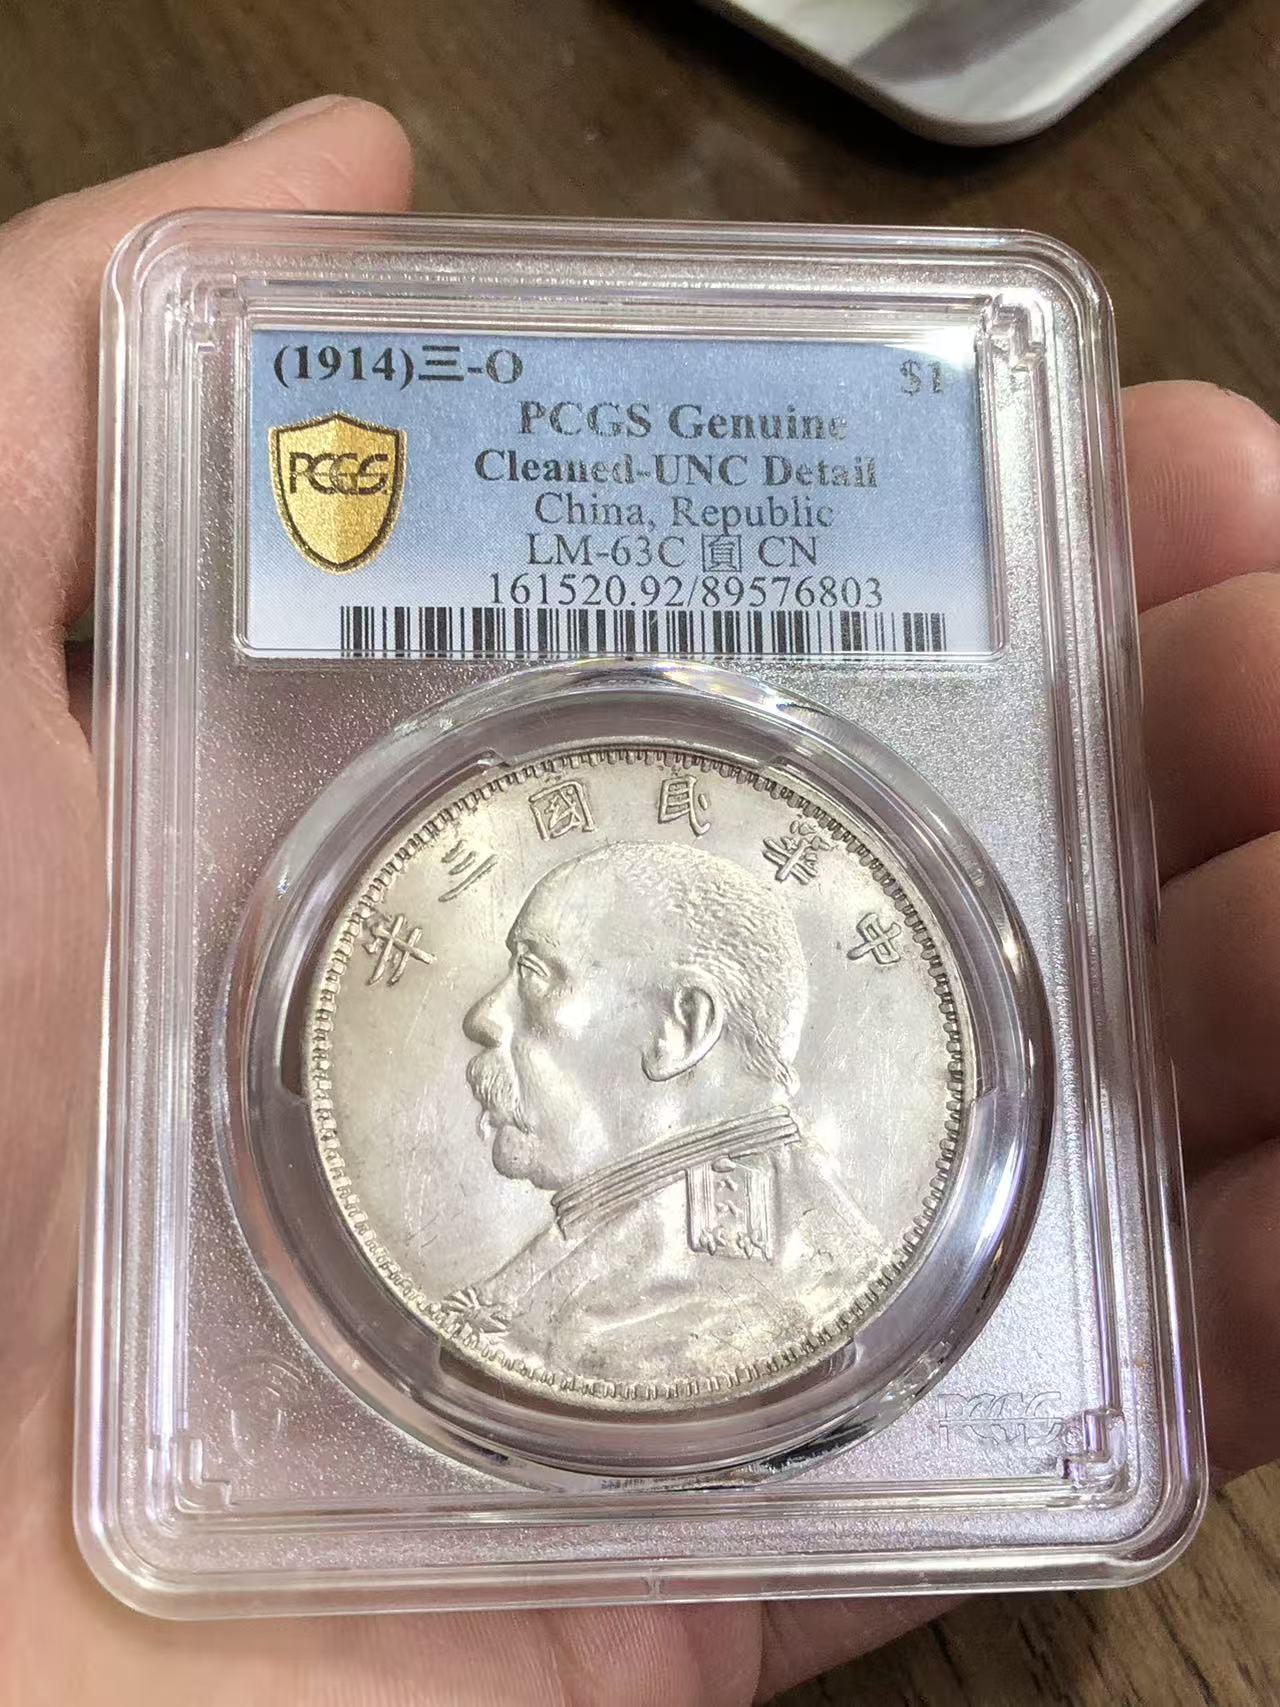 (1914)三-O $1
PCGS Genuine
PCGS
Cleaned-UNC Detail
China, Republic
LM-63C 圓 CN
161520.92/89576803
年三國民華中
PCGS